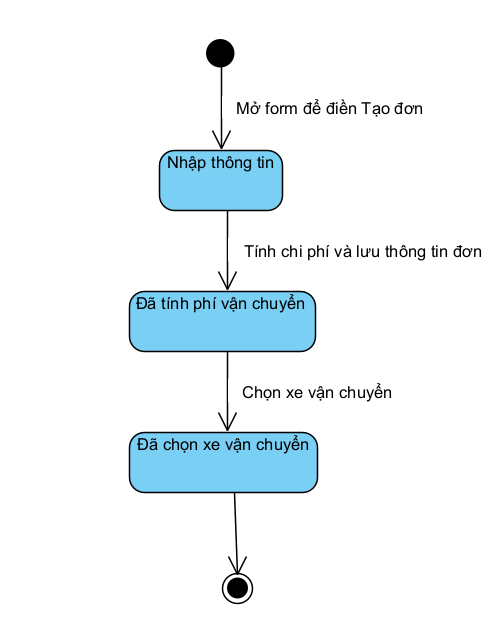 Mở form để điền Tạo đơn
Nhập thông tin
Tính chi phí và lưu thông tin đơn
Đã tính phí vận chuyển
Chọn xe vận chuyển
Đã chọn xe vận chuyển